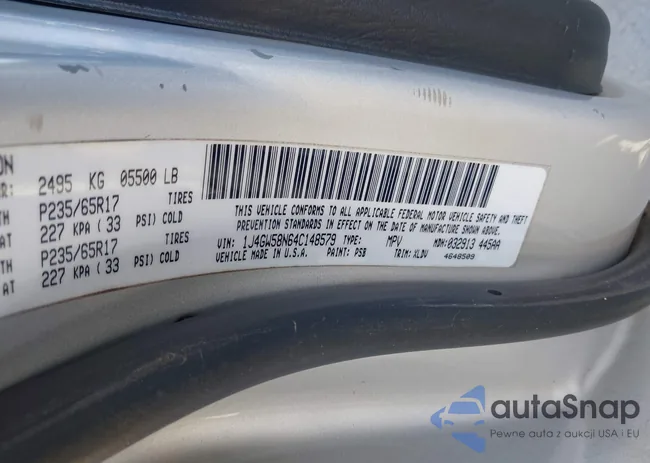 ON
R: 2495 KG 05500 LB
TH P235/65R17 TIRES
AT 227 KPA ( 33 PSI) COLD
TH P235/65R17 TIRES
AT 227 KPA ( 33 PSI) COLD
THIS VEHICLE CONFORMS TO ALL APPLICABLE FEDERAL MOTOR VEHICLE SAFETY AND THEFT
PREVENTION STANDARDS IN EFFECT ON THE DATE OF MANUFACTURE SHOWN ABOVE.
VIN: 1J4GW58N64C148579 TYPE: MPV MDH: 032913 445AA
VEHICLE MADE IN U.S.A. PAINT: PSB TRIM: XLDV 4648509
autaSnap
Pewne auta z aukcji USA i EU